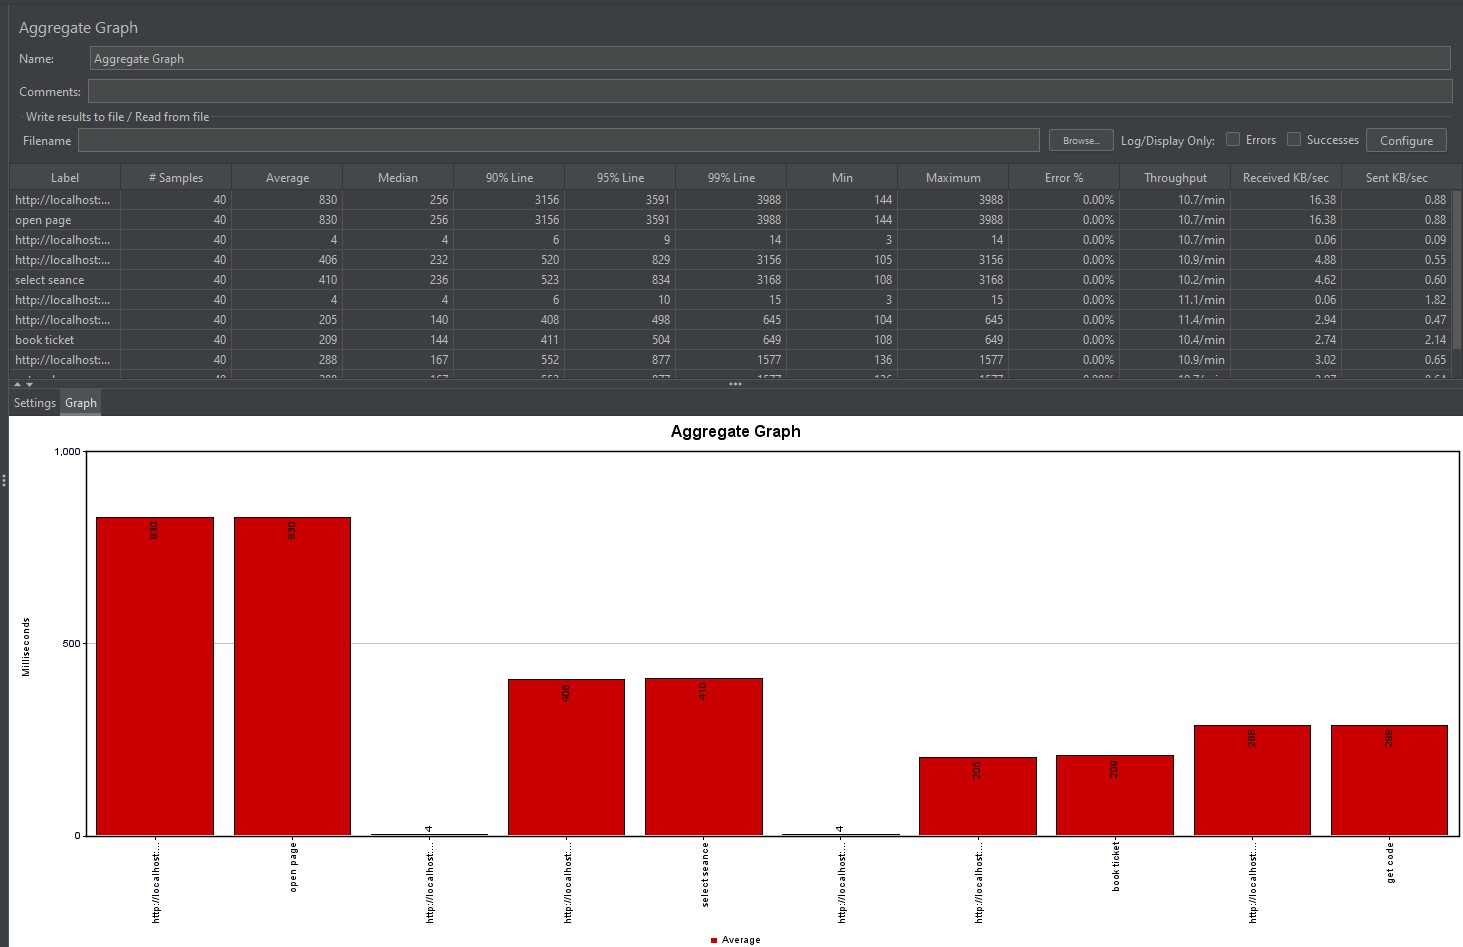 Aggregate Graph
Name: Aggregate Graph
Comments:
Write results to file / Read from file
Filename Browse... Log/Display Only: Errors Successes Configure
Label # Samples Average Median 90% Line 95% Line 99% Line Min Maximum Error % Throughput Received KB/sec Sent KB/sec
http://localhost:... 40 830 256 3156 3591 3988 144 3988 0.00% 10.7/min 16.38 0.88
open page 40 830 256 3156 3591 3988 144 3988 0.00% 10.7/min 16.38 0.88
http://localhost:... 40 4 4 6 9 14 3 14 0.00% 10.7/min 0.06 0.09
http://localhost:... 40 406 232 520 829 3156 105 3156 0.00% 10.9/min 4.88 0.55
select seance 40 410 236 523 834 3168 108 3168 0.00% 10.2/min 4.62 0.60
http://localhost:... 40 4 4 6 10 15 3 15 0.00% 11.1/min 0.06 1.82
http://localhost:... 40 205 140 408 498 645 104 645 0.00% 11.4/min 2.94 0.47
book ticket 40 209 144 411 504 649 108 649 0.00% 10.4/min 2.74 2.14
http://localhost:... 40 288 167 552 877 1577 136 1577 0.00% 10.9/min 3.02 0.65
Settings Graph
Aggregate Graph
Milliseconds
1,000
500
0
830 830 4 406 410 4 205 209 288 288
http://localhost:...
open page
http://localhost:...
http://localhost:...
select seance
http://localhost:...
http://localhost:...
book ticket
http://localhost:...
get code
Average